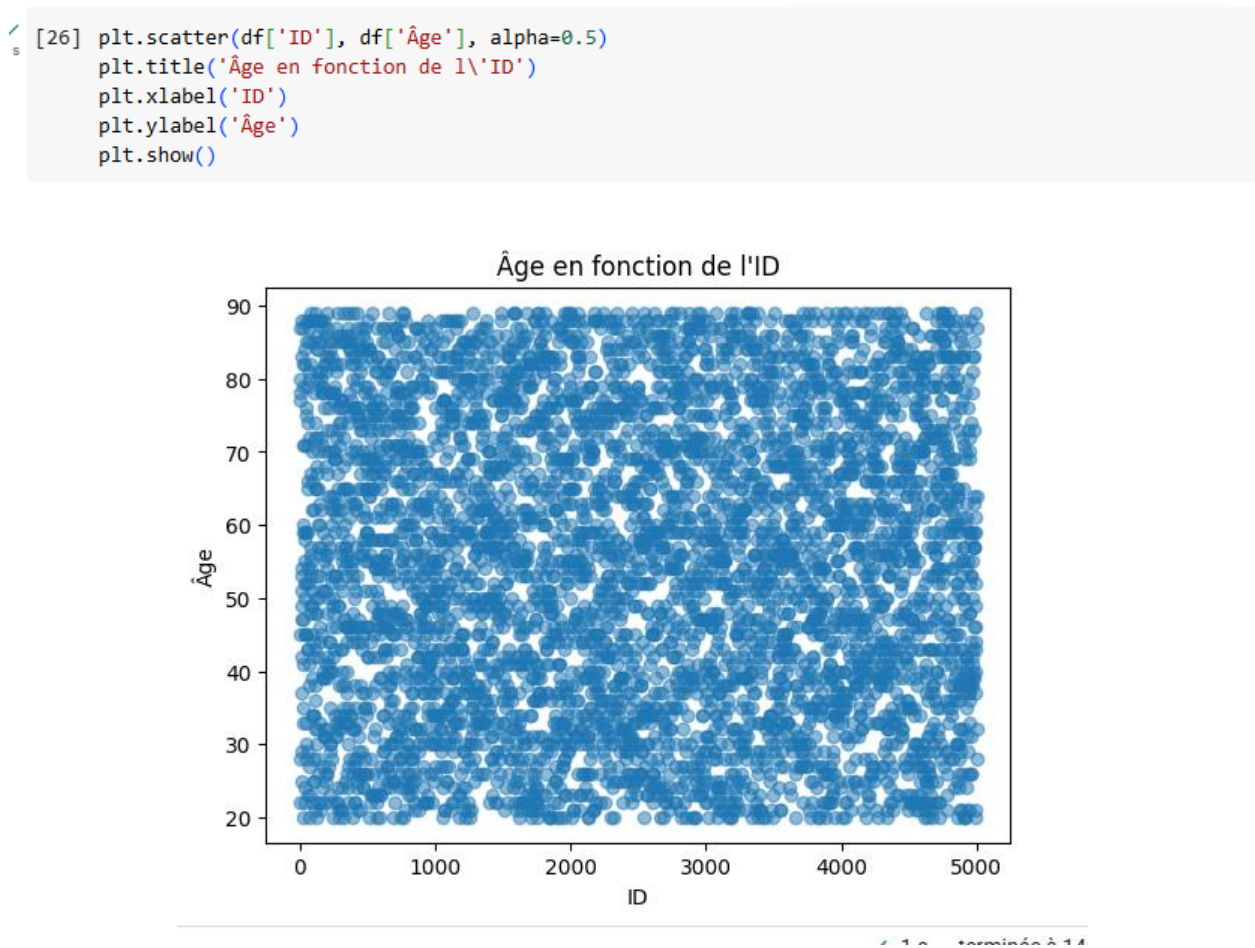 [26] plt.scatter(df['ID'], df['Âge'], alpha=0.5)
s
plt.title('Âge en fonction de l\'ID')
plt.xlabel('ID')
plt.ylabel('Âge')
plt.show()
Âge en fonction de l'ID
90
80
70
60
50
40
30
20
Âge
0 1000 2000 3000 4000 5000
ID